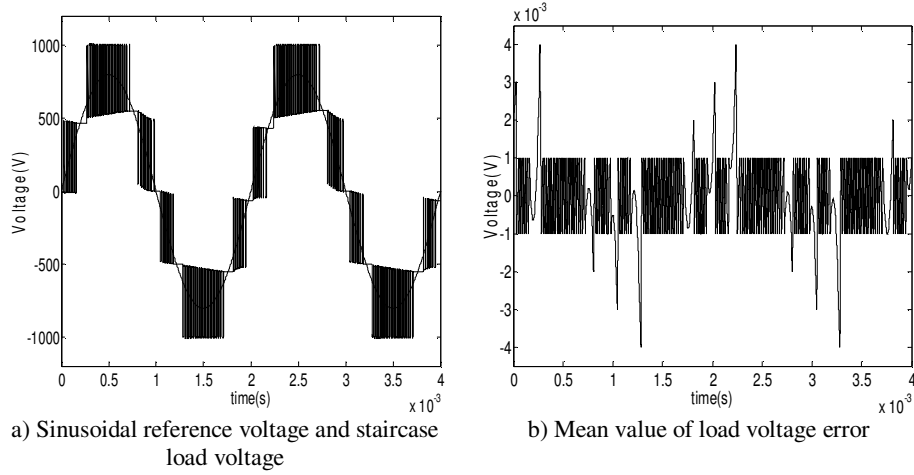 1000
500
0
-500
-1000
Voltage(V)
0 0.5 1 1.5 2 2.5 3 3.5 4
time(s)
x 10-3
a) Sinusoidal reference voltage and staircase
load voltage
x 10-3
4
3
2
1
0
-1
-2
-3
-4
Voltage(V)
0 0.5 1 1.5 2 2.5 3 3.5 4
time(s)
x 10-3
b) Mean value of load voltage error